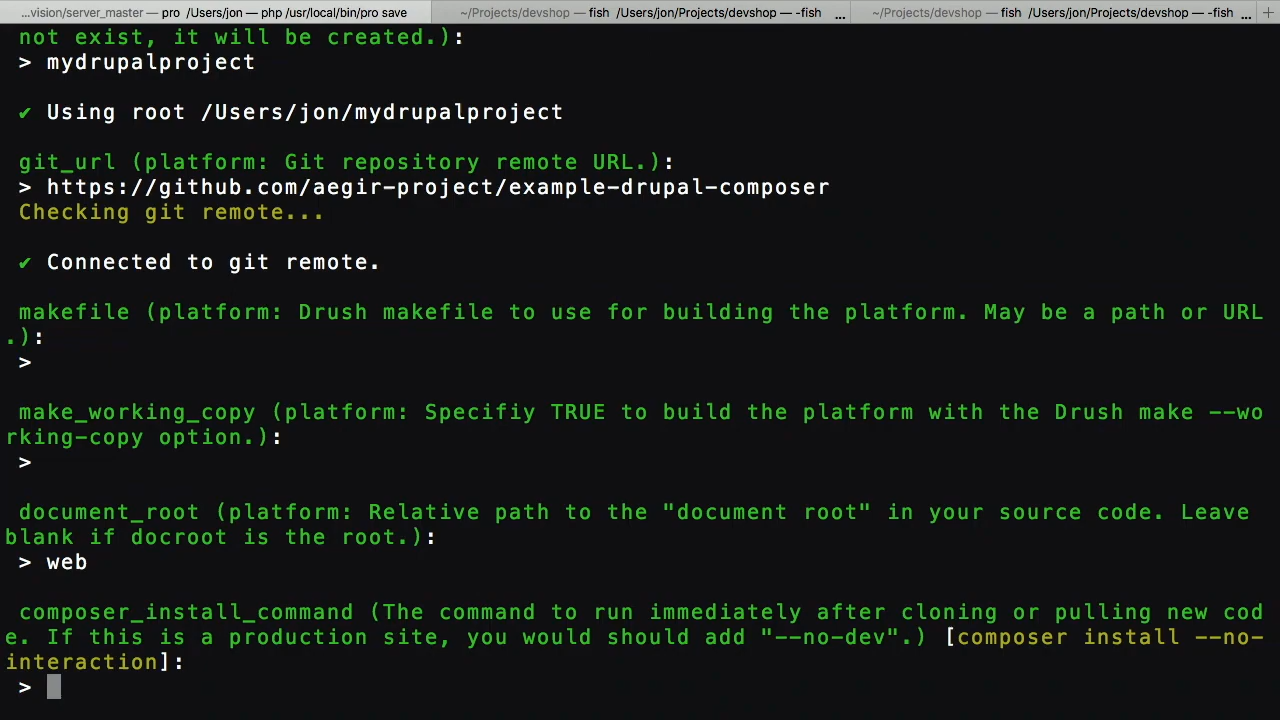 ...vision/server_master — pro /Users/jon — php /usr/local/bin/pro save
~/Projects/devshop — fish /Users/jon/Projects/devshop — -fish ...
~/Projects/devshop — fish /Users/jon/Projects/devshop — -fish ... +
not exist, it will be created.):
> mydrupalproject
✔ Using root /Users/jon/mydrupalproject
git_url (platform: Git repository remote URL.):
> https://github.com/aegir-project/example-drupal-composer
Checking git remote...
✔ Connected to git remote.
makefile (platform: Drush makefile to use for building the platform. May be a path or URL
.):
>
make_working_copy (platform: Specifiy TRUE to build the platform with the Drush make --wo
rking-copy option.):
>
document_root (platform: Relative path to the "document root" in your source code. Leave
blank if docroot is the root.):
> web
composer_install_command (The command to run immediately after cloning or pulling new cod
e. If this is a production site, you would should add "--no-dev".) [composer install --no-
interaction]:
>